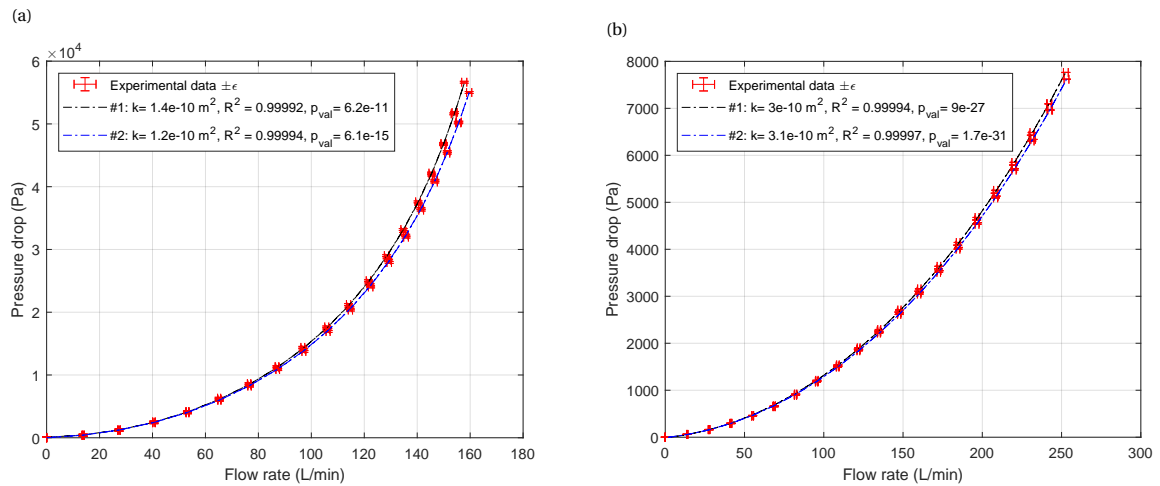 (a)
×10⁴
6
5
4
3
2
1
0
0 20 40 60 80 100 120 140 160 180
Pressure drop (Pa)
Flow rate (L/min)
Experimental data ±ϵ
#1: k= 1.4e-10 m², R² = 0.99992, p_val= 6.2e-11
#2: k= 1.2e-10 m², R² = 0.99994, p_val= 6.1e-15
(b)
8000
7000
6000
5000
4000
3000
2000
1000
0
0 50 100 150 200 250 300
Pressure drop (Pa)
Flow rate (L/min)
Experimental data ±ϵ
#1: k= 3e-10 m², R² = 0.99994, p_val= 9e-27
#2: k= 3.1e-10 m², R² = 0.99997, p_val= 1.7e-31